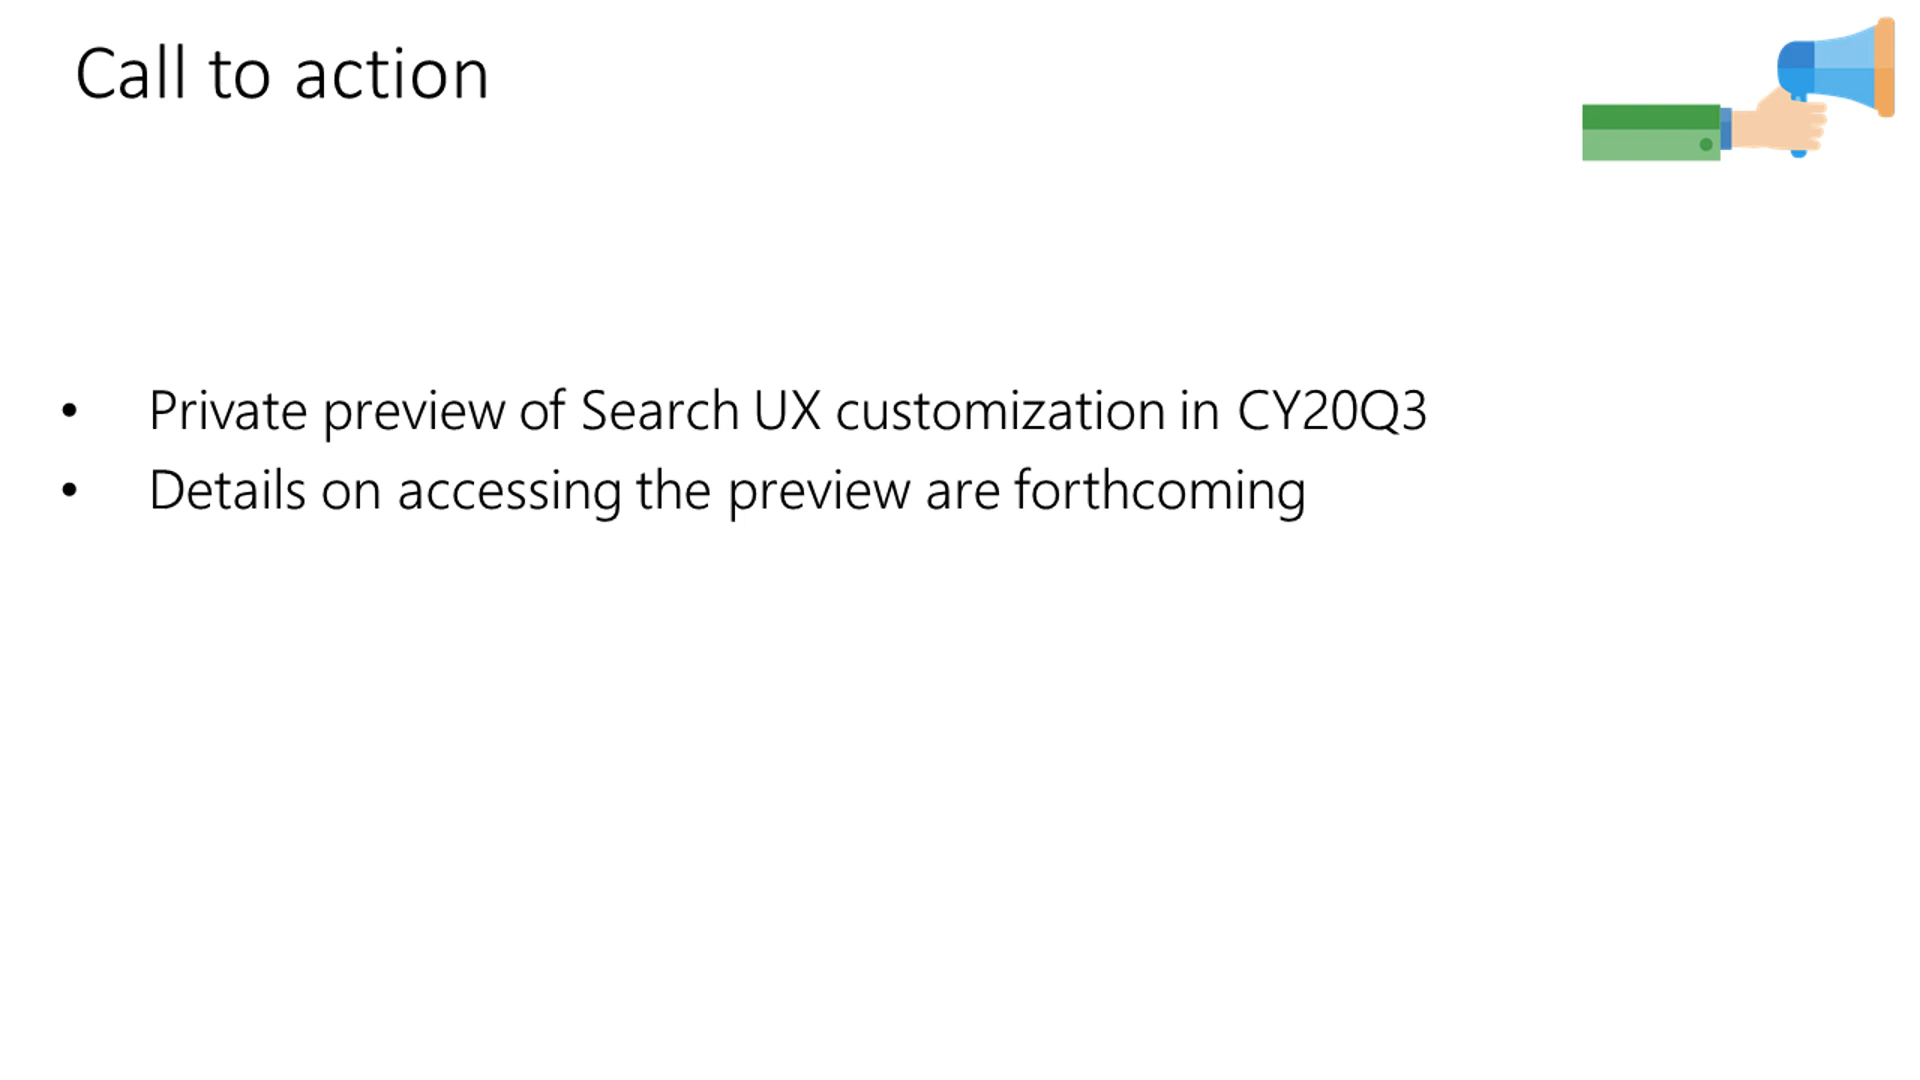 Call to action
• Private preview of Search UX customization in CY20Q3
• Details on accessing the preview are forthcoming